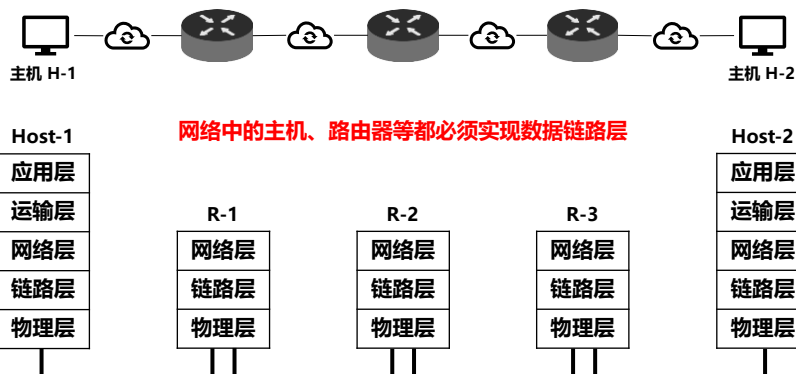 主机 H-1
主机 H-2
网络中的主机、路由器等都必须实现数据链路层
Host-1
应用层
运输层
网络层
链路层
物理层
R-1
网络层
链路层
物理层
R-2
网络层
链路层
物理层
R-3
网络层
链路层
物理层
Host-2
应用层
运输层
网络层
链路层
物理层